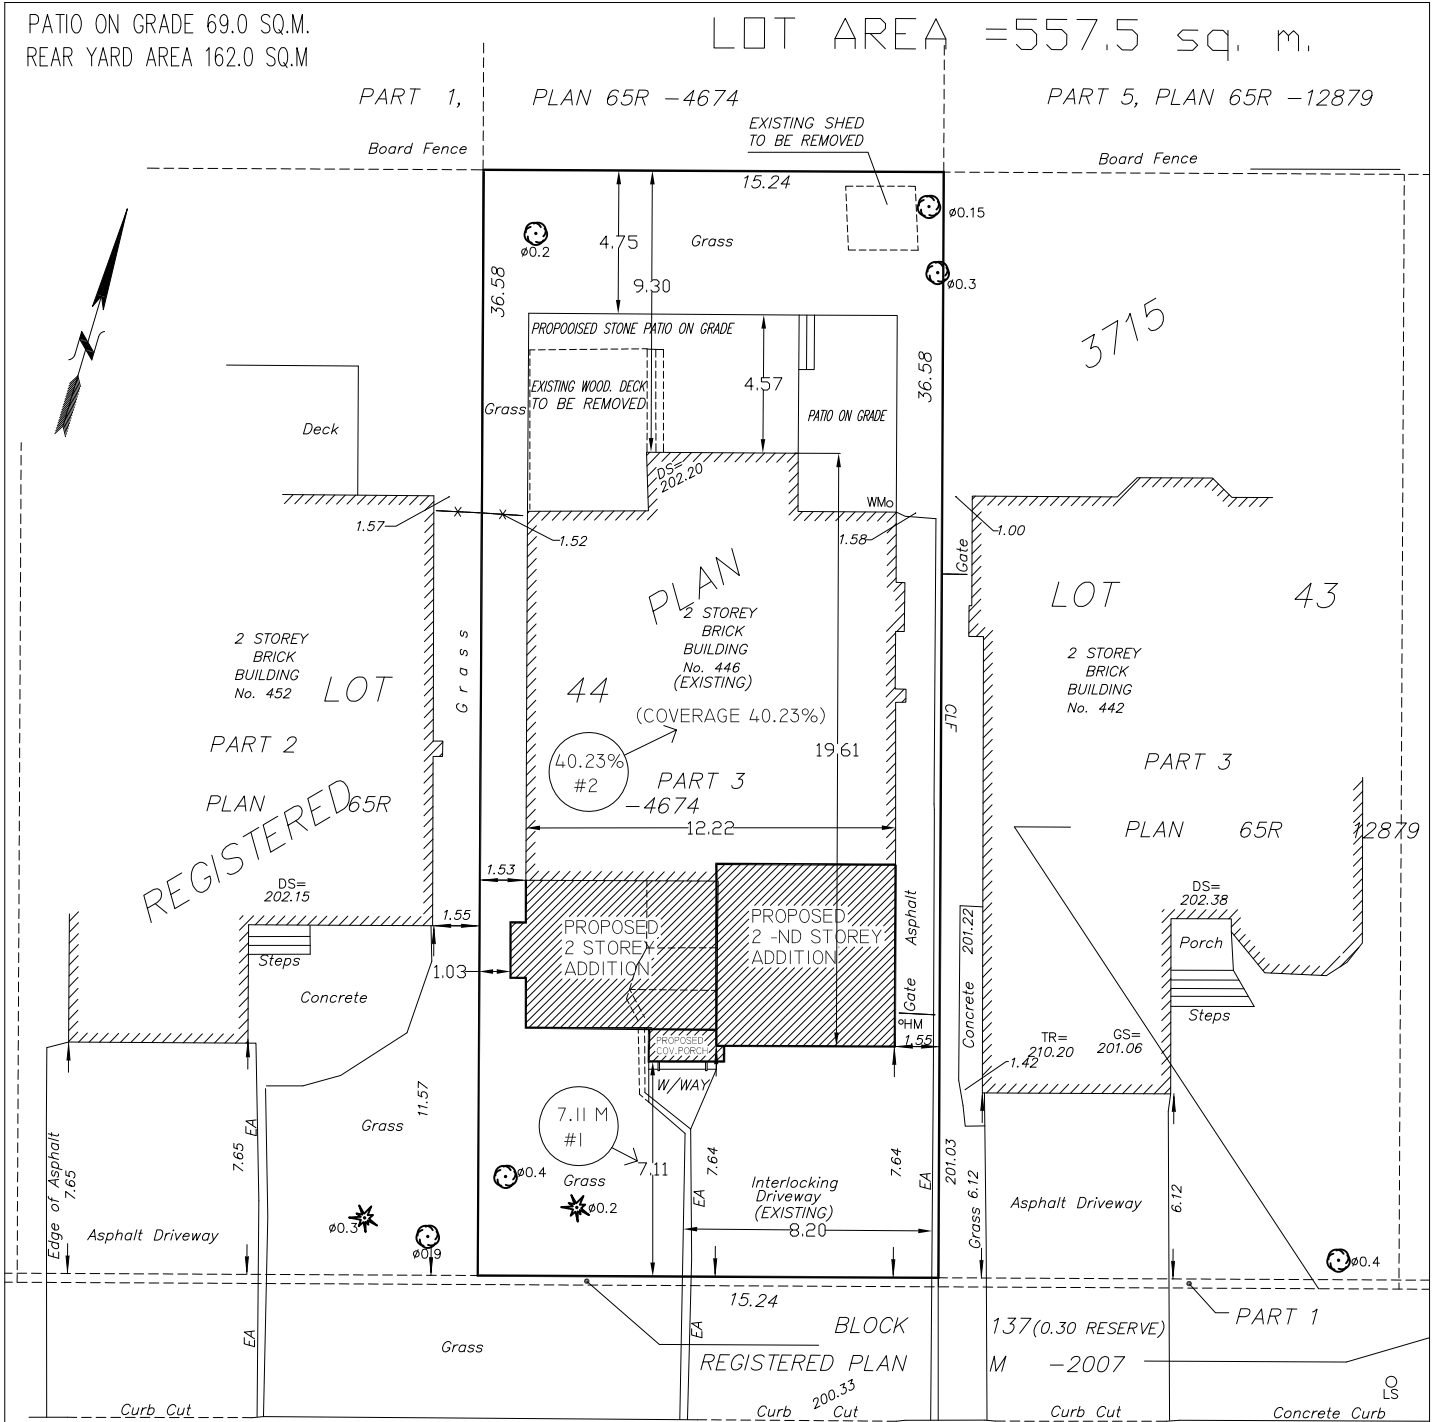 PATIO ON GRADE 69.0 SQ.M.
REAR YARD AREA 162.0 SQ.M
LOT AREA =557.5 sq. m.
PART 1, PLAN 65R -4674
PART 5, PLAN 65R -12879
EXISTING SHED
TO BE REMOVED
Board Fence
Board Fence
15.24
ø0.15
ø0.2
4.75
Grass
9.30
ø0.3
36.58
3715
PROPOOISED STONE PATIO ON GRADE
36.58
EXISTING WOOD. DECK
TO BE REMOVED
4.57
Grass
PATIO ON GRADE
Deck
DS=
202.20
WM
1.57
1.52
1.58
1.00
Gate
PLAN
LOT 43
2 STOREY
BRICK
BUILDING
No. 452
2 STOREY
BRICK
BUILDING
No. 446
(EXISTING)
2 STOREY
BRICK
BUILDING
No. 442
Grass
LOT 44
(COVERAGE 40.23%)
CLF
PART 2
40.23%
#2
19.61
PART 3
-4674
PART 3
PLAN 65R
12.22
PLAN 65R 12879
REGISTERED
1.53
DS=
202.15
DS=
202.38
1.55
PROPOSED
2 STOREY
ADDITION
PROPOSED
2 -ND STOREY
ADDITION
Asphalt
201.22
Porch
Steps
1.03
Concrete
Gate
Concrete
Steps
HM
PROPOSED
COV.PORCH
1.55
TR=
210.20
GS=
201.06
1.42
W/WAY
11.57
7.11 M
#1
Grass
EA
Edge of Asphalt
7.65
7.65
7.11
7.64
7.64
201.03
ø0.4
Grass
ø0.2
EA
Interlocking
Driveway
(EXISTING)
8.20
EA
Grass 6.12
Asphalt Driveway
6.12
ø0.3
Asphalt Driveway
ø0.9
ø0.4
15.24
BLOCK 137(0.30 RESERVE)
PART 1
EA
EA
Grass
REGISTERED PLAN M -2007
200.33
LS
Curb Cut
Curb Cut
Curb Cut
Concrete Curb